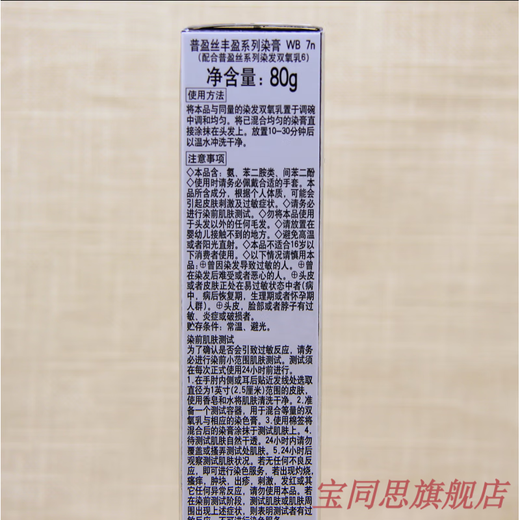 普盈丝丰盈系列染膏 WB 7n
(配合普盈丝系列染发双氧乳6)
净含量:80g
使用方法
将本品与同量的染发双氧乳置于调碗
中调和均匀。将已混合均匀的染膏直
接涂抹在头发上。放置10-30分钟后
以温水冲洗干净。
注意事项
◇本品含:氨、苯二胺类、间苯二酚
◇使用时请务必佩戴合适的手套。本
品所含成分，根据个人体质，可能会
引起皮肤刺激及过敏症状。◇请务必
进行染前肌肤测试。◇勿将本品使用
于头发以外的任何毛发。◇请放置在
婴幼儿接触不到的地方。◇避免高温
或者阳光直射。◇本品不适合16岁以
下消费者使用。◇以下情况请慎用本
品:⊕曾因染发导致过敏的人。⊕曾
在染发后难受或者恶心的人。⊕头皮
或者皮肤正处在易过敏状态中者(病
中，病后恢复期，生理期或者怀孕期
人群)。⊕头皮，脸部或者脖子有过
敏、炎症或破损者。
贮存条件:常温、避光。
染前肌肤测试
为了确认是否会引致过敏反应，请务
必进行染前小范围肌肤测试。测试须
在每次正式使用24小时前进行。
1.在手肘内侧或耳后贴近发线处选取
直径为1英寸(2.5厘米)范围的皮肤，
使用香皂和水将肌肤清洗干净。2.准
备一个测试容器，用于混合等量的双
氧乳与相应的染色膏。3.使用棉签将
混合后的染膏涂抹于测试肌肤上。4.
待测试肌肤自然干透。24小时内请勿
覆盖或搔弄测试处肌肤。5.24小时后
观察测试肌肤状况。若无任何不良反
应，即可进行染色服务，若出现灼烧，
瘙痒，肿块，出疹，刺激，发红或其
它任何异常反应，请勿使用本品。若
在染前测试阶段，测试肌肤或肌肤周
围出现上述症状，则表明测试者有可
宝同思旗舰店